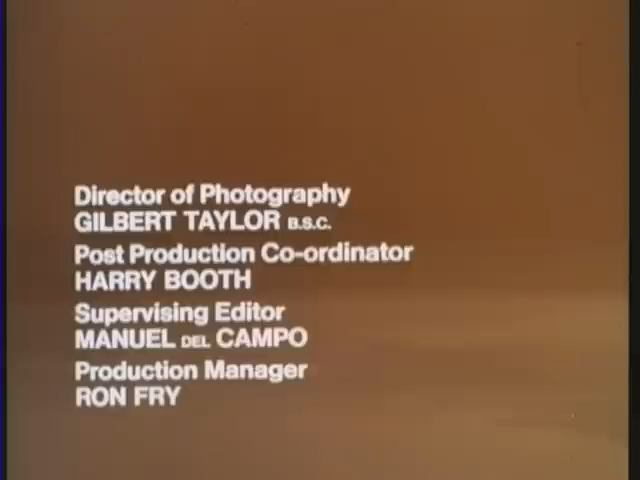 Director of Photography
GILBERT TAYLOR B.S.C.
Post Production Co-ordinator
HARRY BOOTH
Supervising Editor
MANUEL DEL CAMPO
Production Manager
RON FRY